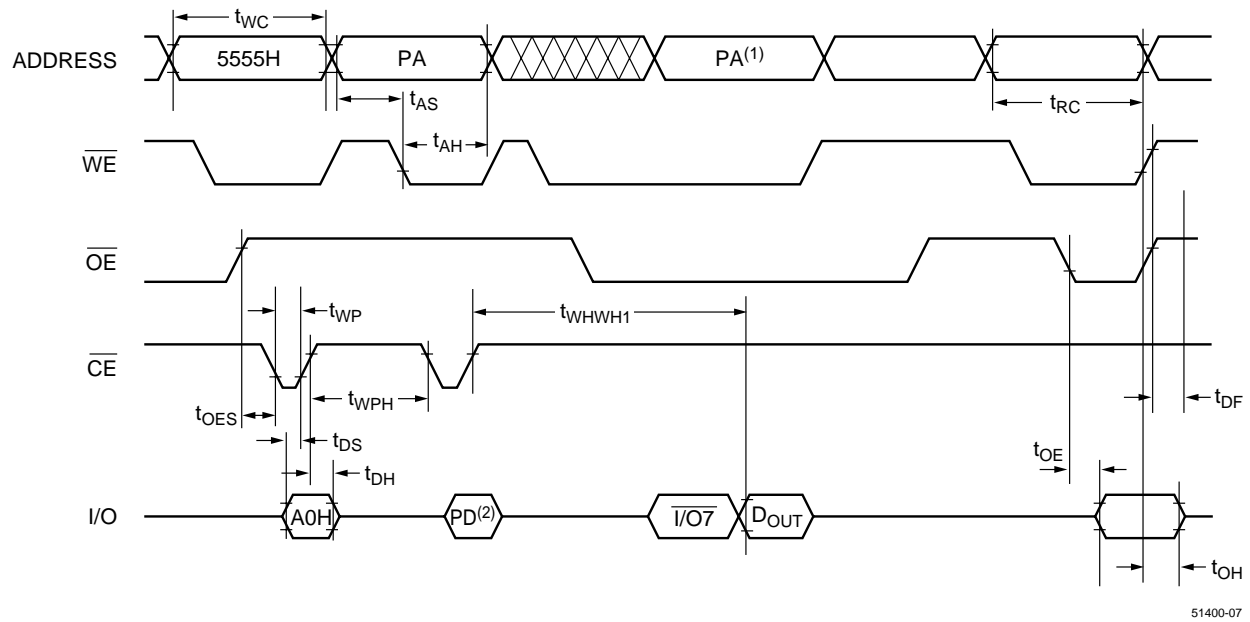 tWC
ADDRESS 5555H PA PA(1)
tAS tRC
tAH
WE
OE
tWP tWHWH1
CE
tOES tWPH tDF
tDS tOE
tDH
I/O A0H PD(2) I/O7 DOUT
tOH
51400-07